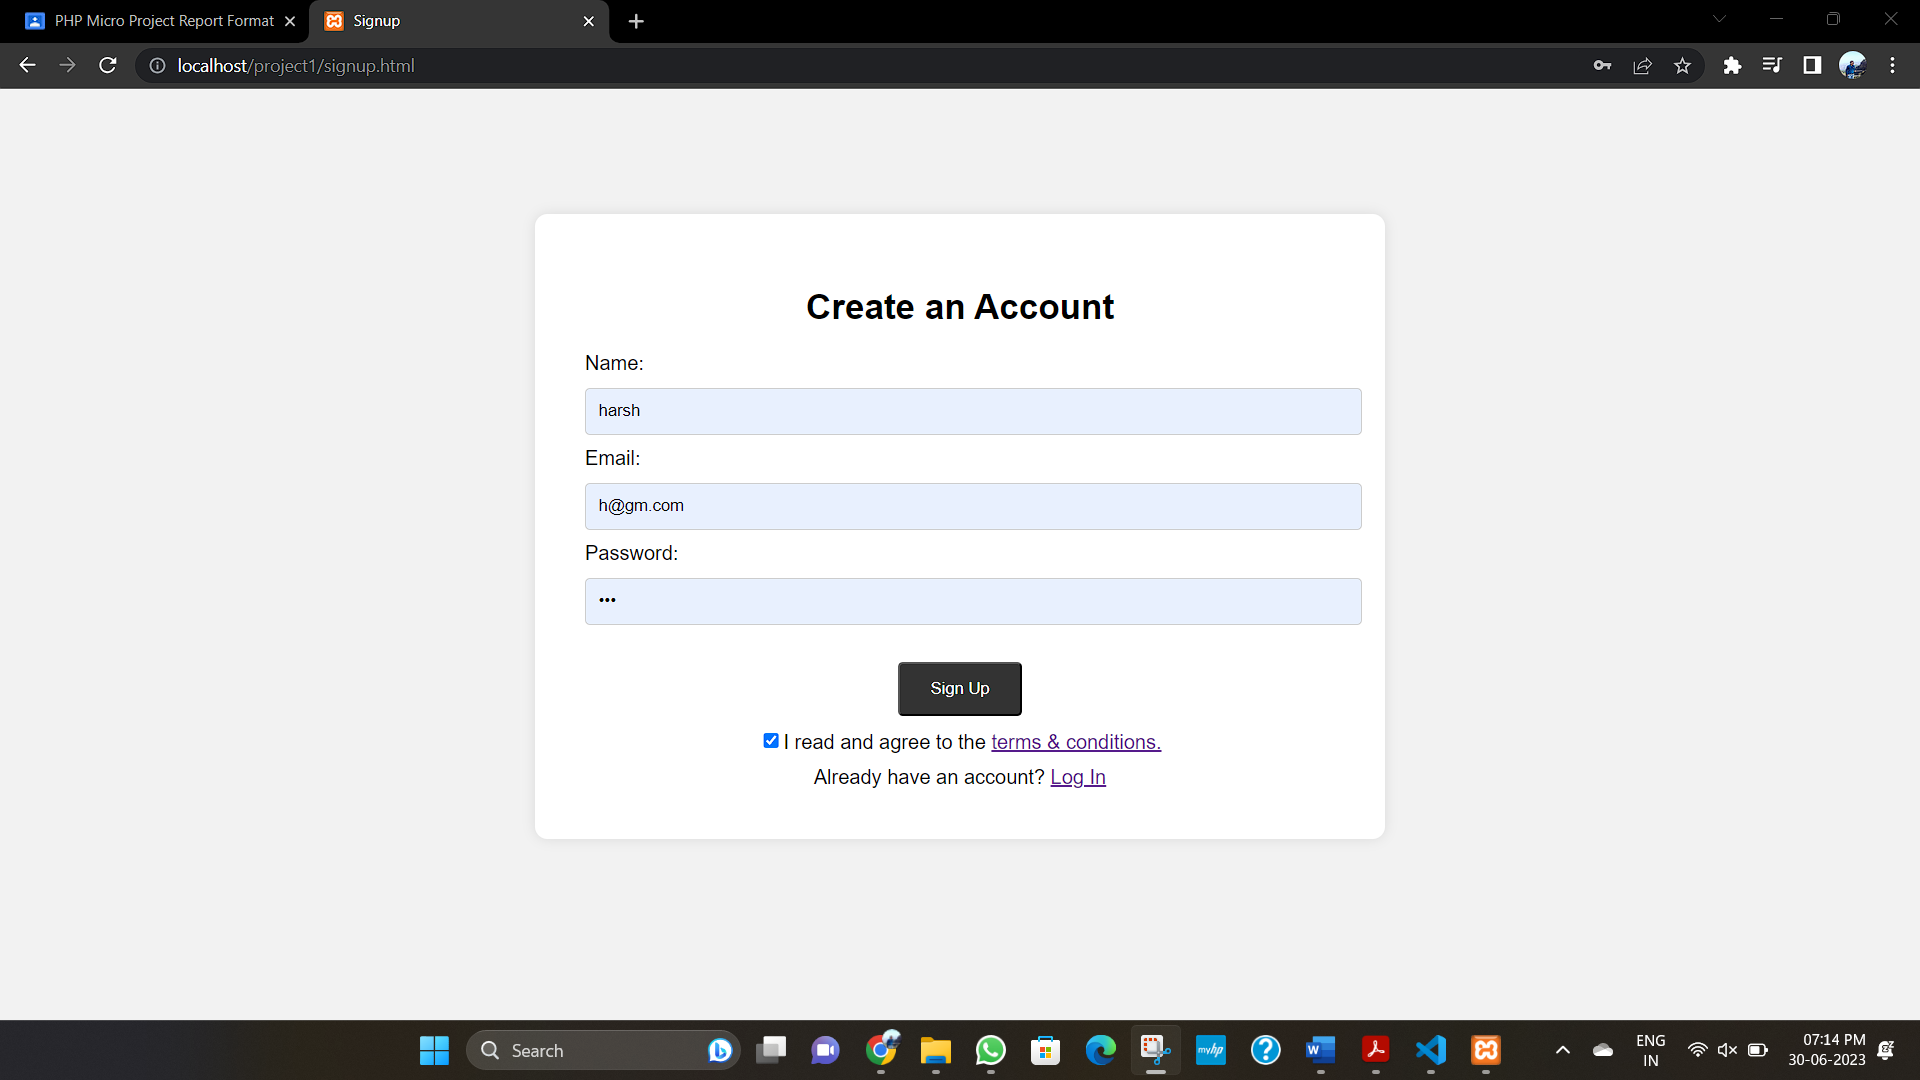 PHP Micro Project Report Format
Signup
localhost/project1/signup.html
Create an Account
Name:
harsh
Email:
h@gm.com
Password:
•••
Sign Up
I read and agree to the terms & conditions.
Already have an account? Log In
Search
myhp
W
ENG
IN
07:14 PM
30-06-2023